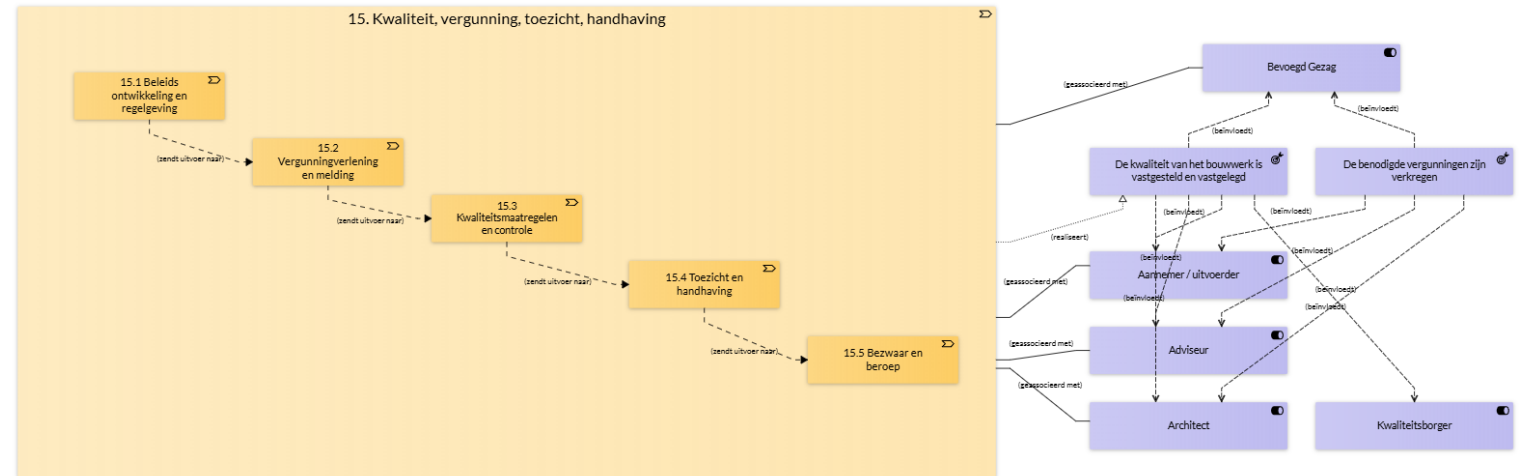 15. Kwaliteit, vergunning, toezicht, handhaving
15.1 Beleids
ontwikkeling en
regelgeving
(zendt uitvoer naar)
15.2
Vergunningverlening
en melding
(zendt uitvoer naar)
15.3
Kwaliteitsmaatregelen
en controle
(zendt uitvoer naar)
15.4 Toezicht en
handhaving
(zendt uitvoer naar)
15.5 Bezwaar en
beroep
Bevoegd Gezag
(geassocieerd met)
(beïnvloedt)
(beïnvloedt)
De kwaliteit van het bouwwerk is
vastgesteld en vastgelegd
De benodigde vergunningen zijn
verkregen
(beïnvloedt)
(beïnvloedt)
(realiseert)
(beïnvloedt)
(beïnvloedt)
Aannemer / uitvoerder
(geassocieerd met)
(beïnvloedt)
(beïnvloedt)
(beïnvloedt)
(geassocieerd met)
Adviseur
(geassocieerd met)
Architect
Kwaliteitsborger